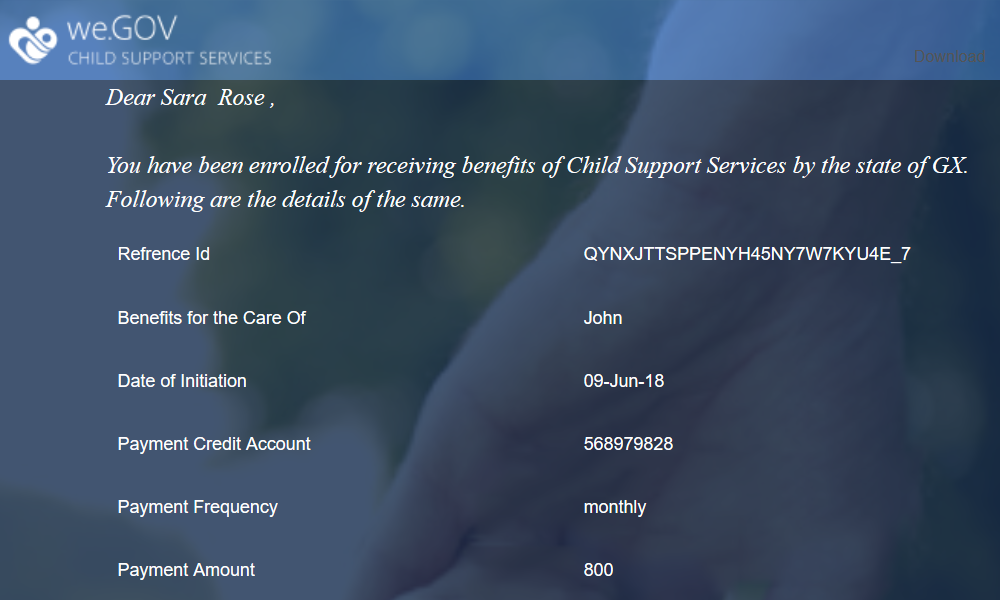 we.GOV
CHILD SUPPORT SERVICES
Download
Dear Sara Rose ,
You have been enrolled for receiving benefits of Child Support Services by the state of GX.
Following are the details of the same.
Refrence Id QYNXJTTSPPENYH45NY7W7KYU4E_7
Benefits for the Care Of John
Date of Initiation 09-Jun-18
Payment Credit Account 568979828
Payment Frequency monthly
Payment Amount 800